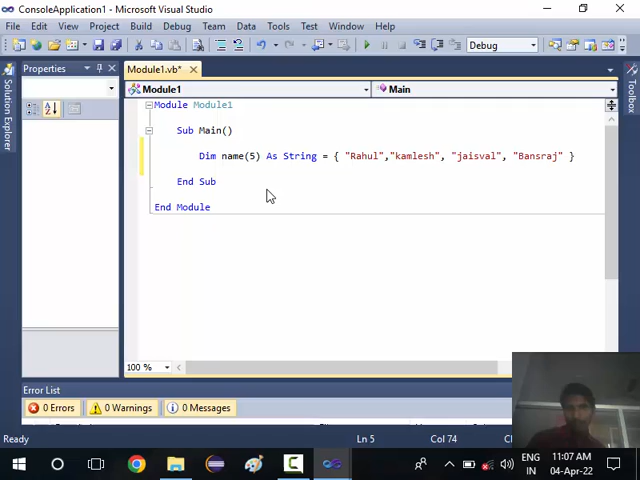 ConsoleApplication1 - Microsoft Visual Studio
File Edit View Project Build Debug Team Data Tools Test Window Help
Debug
Properties
Module1.vb*
Module1
Main
Solution Explorer
Toolbox
Module Module1
Sub Main()
Dim name(5) As String = { "Rahul","kamlesh", "jaisval", "Bansraj" }
End Sub
End Module
100 %
Error List
0 Errors
0 Warnings
0 Messages
Ready
Ln 5
Col 74
ENG
IN
11:07 AM
04-Apr-22